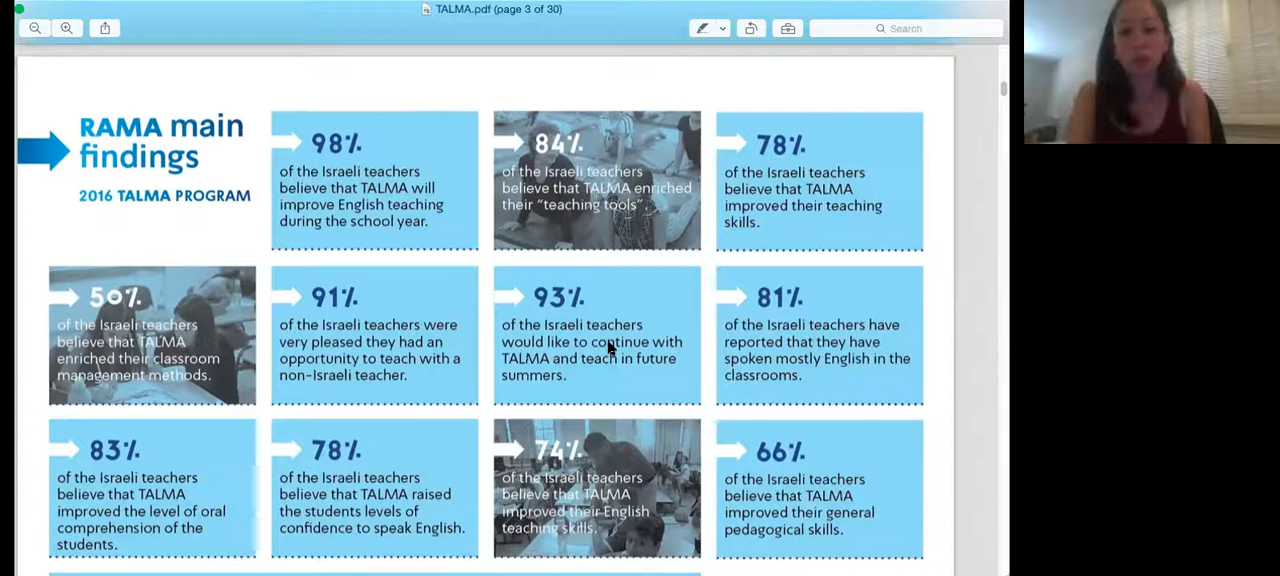 TALMA.pdf (page 3 of 30)
Search
RAMA main
findings
2016 TALMA PROGRAM
98%
of the Israeli teachers
believe that TALMA will
improve English teaching
during the school year.
84%
of the Israeli teachers
believe that TALMA enriched
their “teaching tools”.
78%
of the Israeli teachers
believe that TALMA
improved their teaching
skills.
50%
of the Israeli teachers
believe that TALMA
enriched their classroom
management methods.
91%
of the Israeli teachers were
very pleased they had an
opportunity to teach with a
non-Israeli teacher.
93%
of the Israeli teachers
would like to continue with
TALMA and teach in future
summers.
81%
of the Israeli teachers have
reported that they have
spoken mostly English in the
classrooms.
83%
of the Israeli teachers
believe that TALMA
improved the level of oral
comprehension of the
students.
78%
of the Israeli teachers
believe that TALMA raised
the students levels of
confidence to speak English.
74%
of the Israeli teachers
believe that TALMA
improved their English
teaching skills.
66%
of the Israeli teachers
believe that TALMA
improved their general
pedagogical skills.